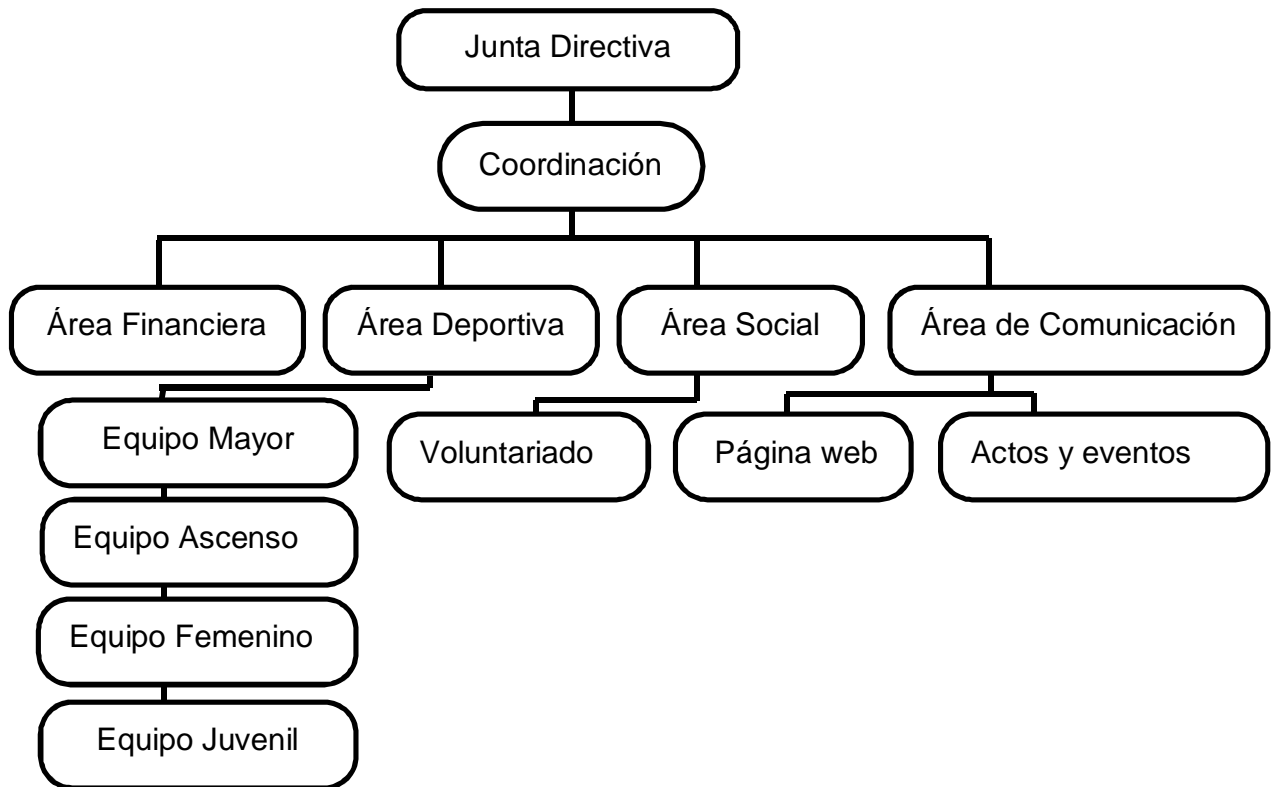 Junta Directiva
Coordinación
Área Financiera
Área Deportiva
Área Social
Área de Comunicación
Equipo Mayor
Voluntariado
Página web
Actos y eventos
Equipo Ascenso
Equipo Femenino
Equipo Juvenil